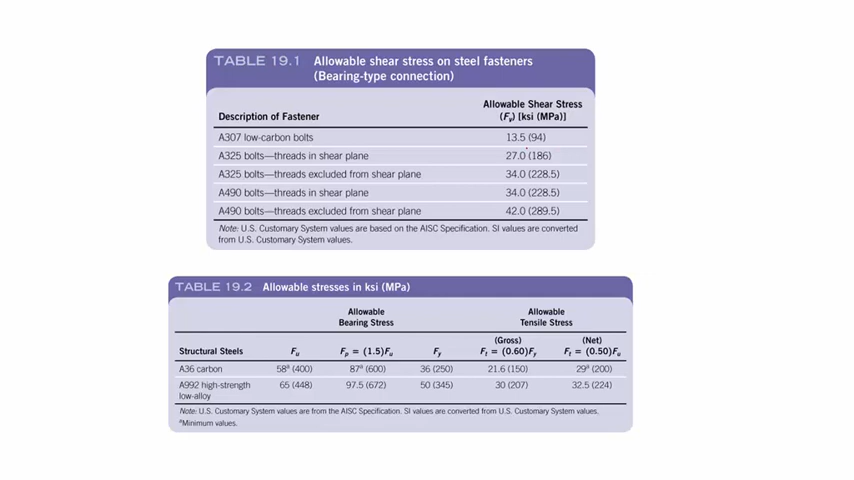 TABLE 19.1 Allowable shear stress on steel fasteners
(Bearing-type connection)
Allowable Shear Stress
Description of Fastener (Fv) [ksi (MPa)]
A307 low-carbon bolts 13.5 (94)
A325 bolts—threads in shear plane 27.0 (186)
A325 bolts—threads excluded from shear plane 34.0 (228.5)
A490 bolts—threads in shear plane 34.0 (228.5)
A490 bolts—threads excluded from shear plane 42.0 (289.5)
Note: U.S. Customary System values are based on the AISC Specification. SI values are converted
from U.S. Customary System values.
TABLE 19.2 Allowable stresses in ksi (MPa)
Allowable Allowable
Bearing Stress Tensile Stress
(Gross) (Net)
Structural Steels Fu Fp = (1.5)Fu Fy Ft = (0.60)Fy Ft = (0.50)Fu
A36 carbon 58a (400) 87a (600) 36 (250) 21.6 (150) 29a (200)
A992 high-strength 65 (448) 97.5 (672) 50 (345) 30 (207) 32.5 (224)
low-alloy
Note: U.S. Customary System values are from the AISC Specification. SI values are converted from U.S. Customary System values.
aMinimum values.